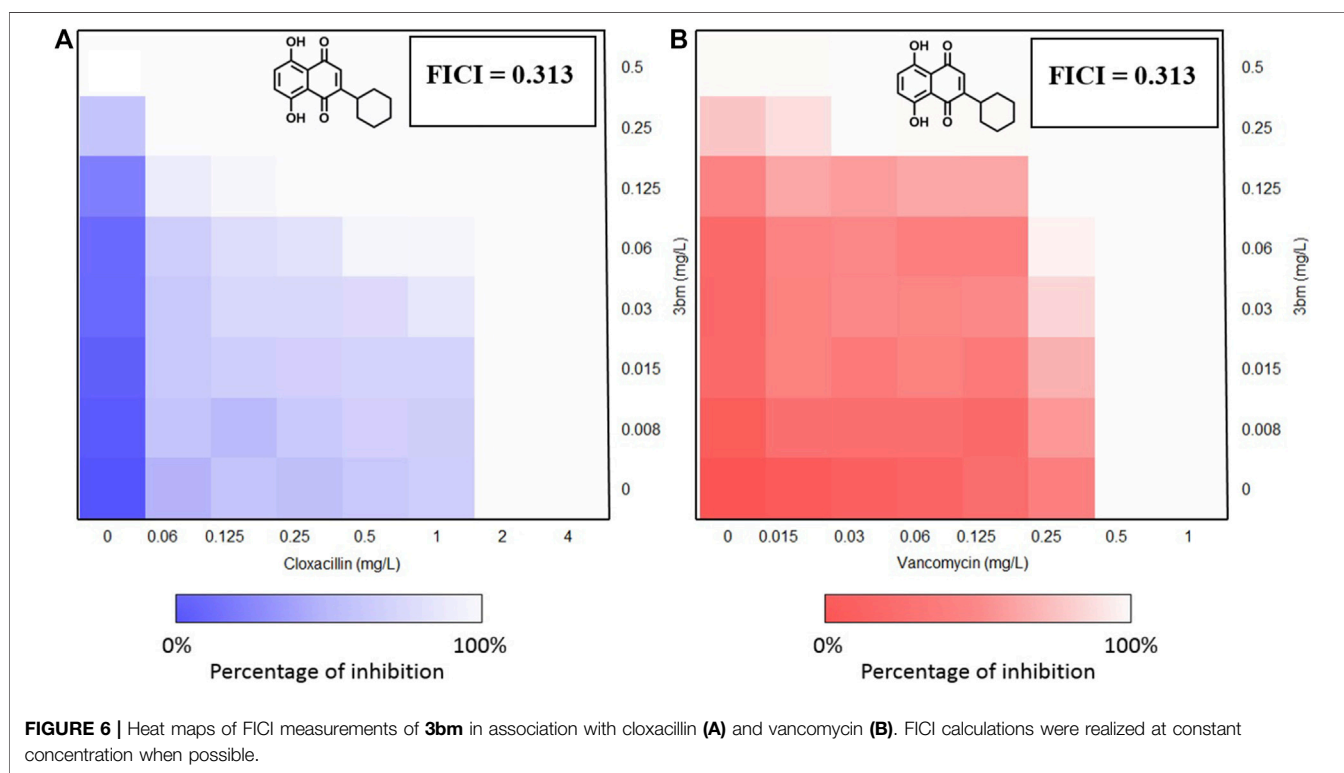 A
OH O
OH O
FICI = 0.313
0.5
0.25
0.125
0.06
0.03
0.015
0.008
0
3bm (mg/L)
0 0.06 0.125 0.25 0.5 1 2 4
Cloxacillin (mg/L)
0% 100%
Percentage of inhibition
B
OH O
OH O
FICI = 0.313
0.5
0.25
0.125
0.06
0.03
0.015
0.008
0
3bm (mg/L)
0 0.015 0.03 0.06 0.125 0.25 0.5 1
Vancomycin (mg/L)
0% 100%
Percentage of inhibition
FIGURE 6 | Heat maps of FICI measurements of 3bm in association with cloxacillin (A) and vancomycin (B). FICI calculations were realized at constant
concentration when possible.